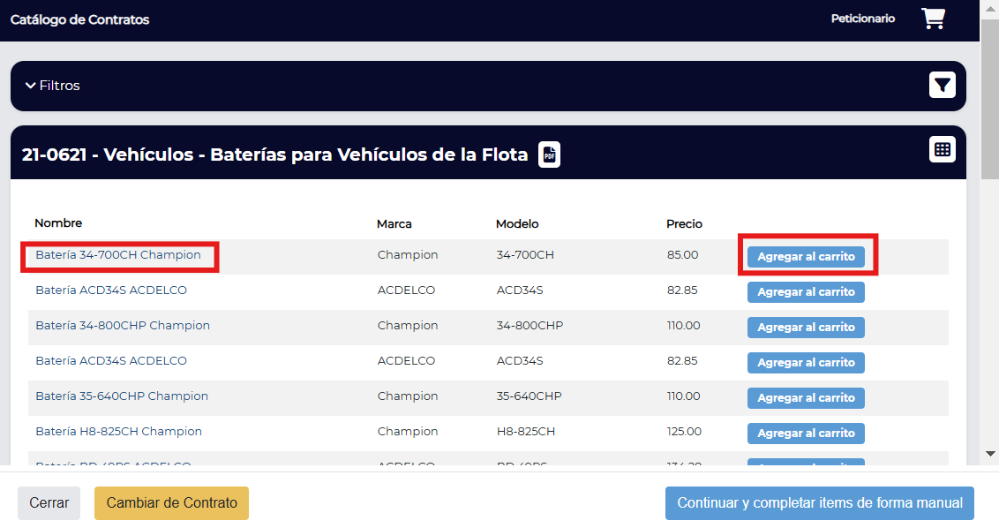 Catálogo de Contratos Peticionario
Filtros
21-0621 - Vehículos - Baterías para Vehículos de la Flota PDF
Nombre Marca Modelo Precio
Batería 34-700CH Champion Champion 34-700CH 85.00 Agregar al carrito
Batería ACD34S ACDELCO ACDELCO ACD34S 82.85 Agregar al carrito
Batería 34-800CHP Champion Champion 34-800CHP 110.00 Agregar al carrito
Batería ACD34S ACDELCO ACDELCO ACD34S 82.85 Agregar al carrito
Batería 35-640CHP Champion Champion 35-640CHP 110.00 Agregar al carrito
Batería H8-825CH Champion Champion H8-825CH 125.00 Agregar al carrito
Cerrar Cambiar de Contrato Continuar y completar items de forma manual